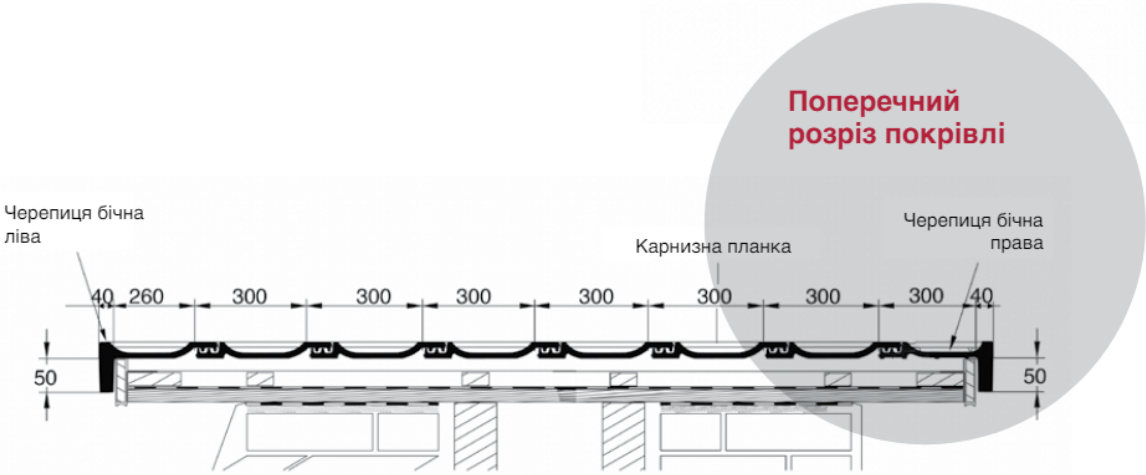 Поперечний
розріз покрівлі
Черепиця бічна
ліва
Карнизна планка
Черепиця бічна
права
40 260 300 300 300 300 300 300 300 40
50 50